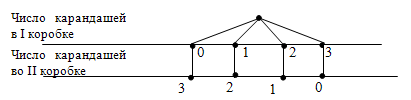 Число карандашей
в I коробке
0 1 2 3
Число карандашей
во II коробке
3 2 1 0